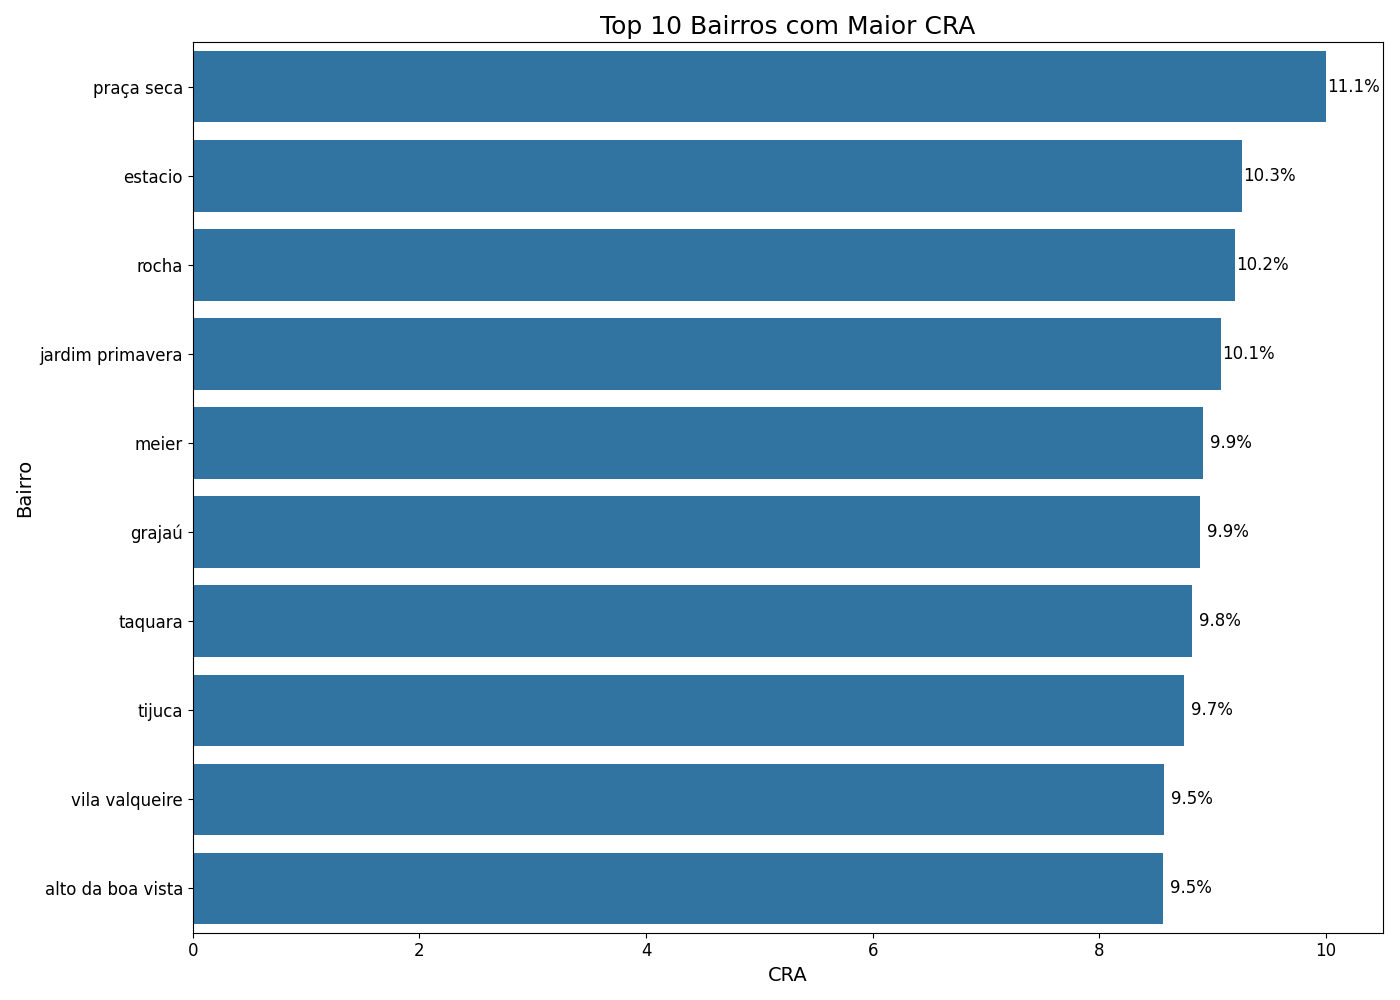 Top 10 Bairros com Maior CRA
praça seca 11.1%
estacio 10.3%
rocha 10.2%
jardim primavera 10.1%
meier 9.9%
grajaú 9.9%
taquara 9.8%
tijuca 9.7%
vila valqueire 9.5%
alto da boa vista 9.5%
Bairro
0 2 4 6 8 10
CRA